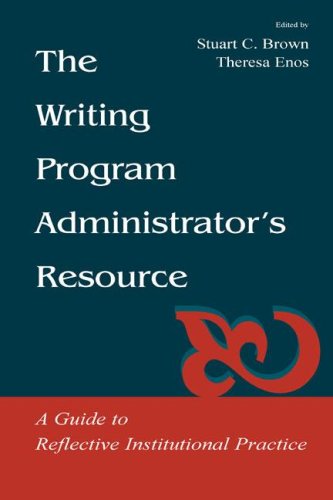 Edited by
Stuart C. Brown
Theresa Enos
The
Writing
Program
Administrator's
Resource
A Guide to
Reflective Institutional Practice